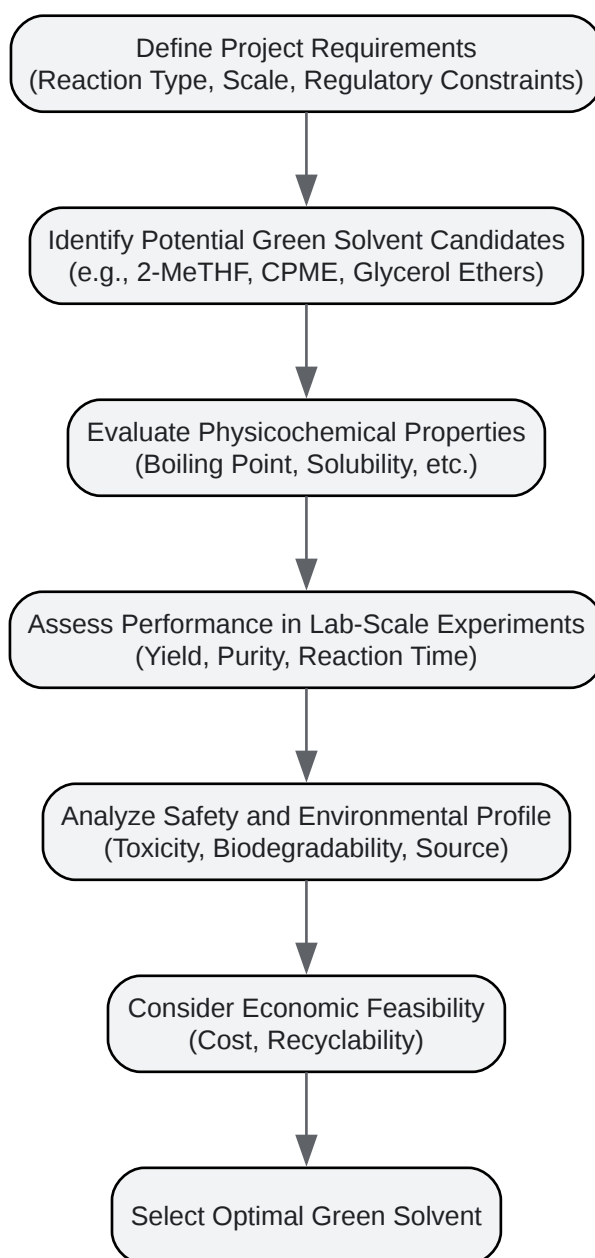 Define Project Requirements
(Reaction Type, Scale, Regulatory Constraints)
Identify Potential Green Solvent Candidates
(e.g., 2-MeTHF, CPME, Glycerol Ethers)
Evaluate Physicochemical Properties
(Boiling Point, Solubility, etc.)
Assess Performance in Lab-Scale Experiments
(Yield, Purity, Reaction Time)
Analyze Safety and Environmental Profile
(Toxicity, Biodegradability, Source)
Consider Economic Feasibility
(Cost, Recyclability)
Select Optimal Green Solvent